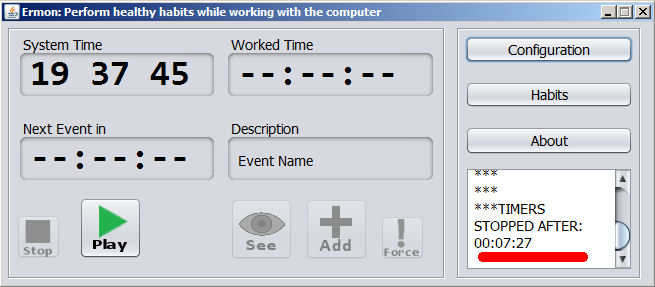 Ermon: Perform healthy habits while working with the computer
System Time
19 37 45
Worked Time
--:--:--
Next Event in
--:--:--
Description
Event Name
Stop
Play
See
Add
Force
Configuration
Habits
About
***
***
***TIMERS
STOPPED AFTER:
00:07:27